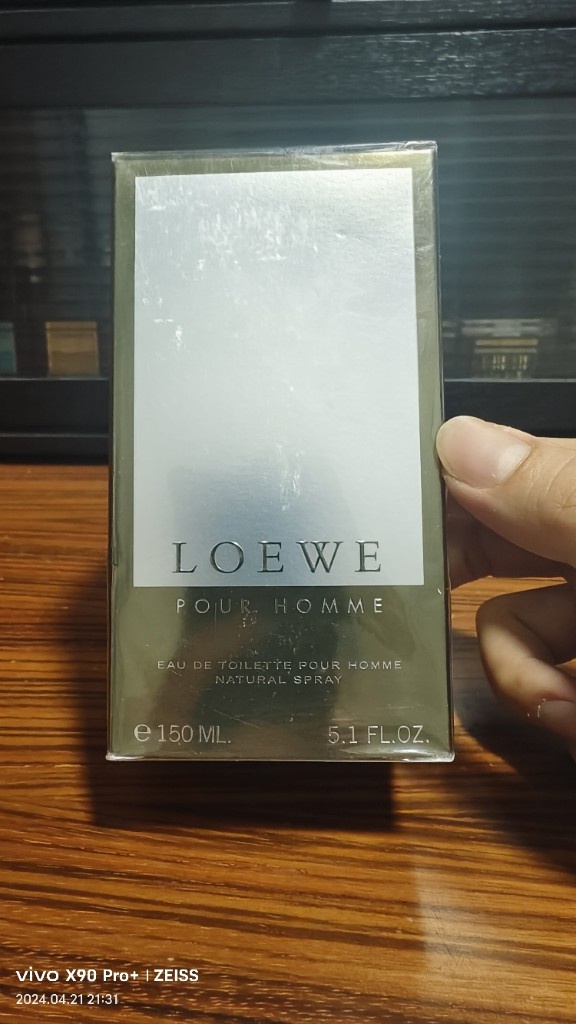 LOEWE
POUR HOMME
EAU DE TOILETTE POUR HOMME
NATURAL SPRAY
℮ 150 ML. 5.1 FL.OZ.
vivo X90 Pro+ | ZEISS
2024.04.21 21:31